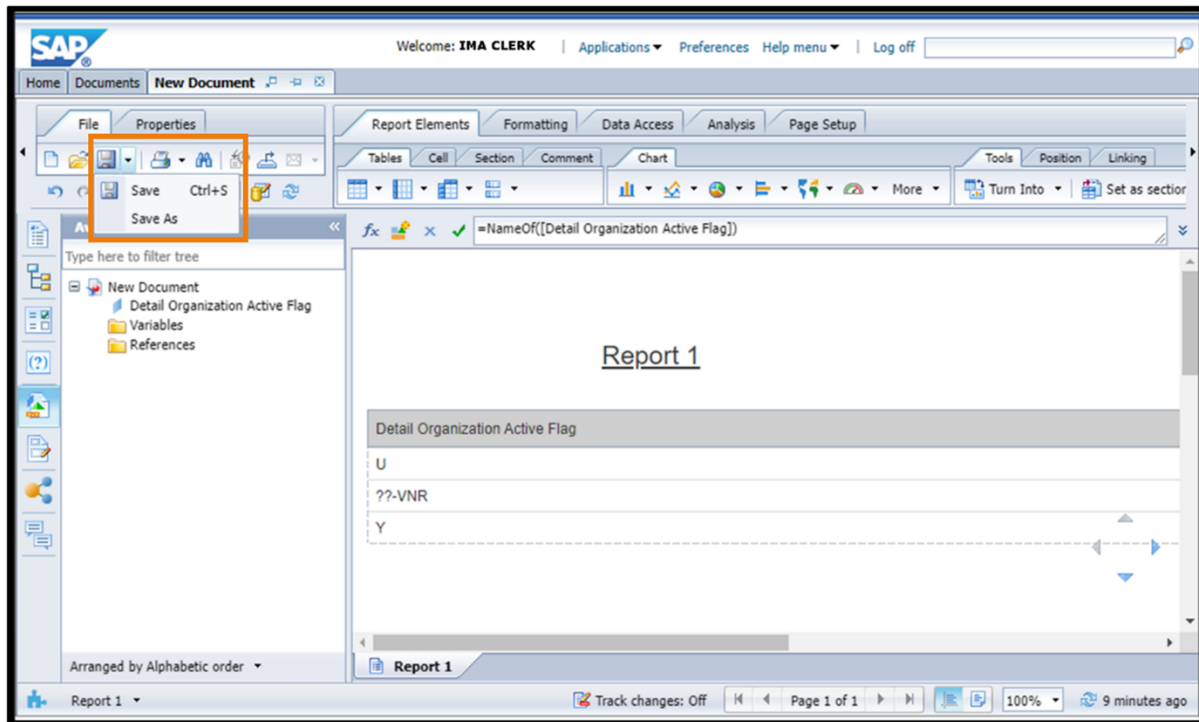 SAP®
Welcome: IMA CLERK | Applications Preferences Help menu | Log off
Home Documents New Document
File Properties
Report Elements Formatting Data Access Analysis Page Setup
Tables Cell Section Comment Chart Tools Position Linking
Save Ctrl+S
More Turn Into Set as section
Save As
=NameOf([Detail Organization Active Flag])
Type here to filter tree
New Document
Detail Organization Active Flag
Variables
References
Report 1
Detail Organization Active Flag
U
??-VNR
Y
Arranged by Alphabetic order
Report 1
Report 1 Track changes: Off Page 1 of 1 100% 9 minutes ago